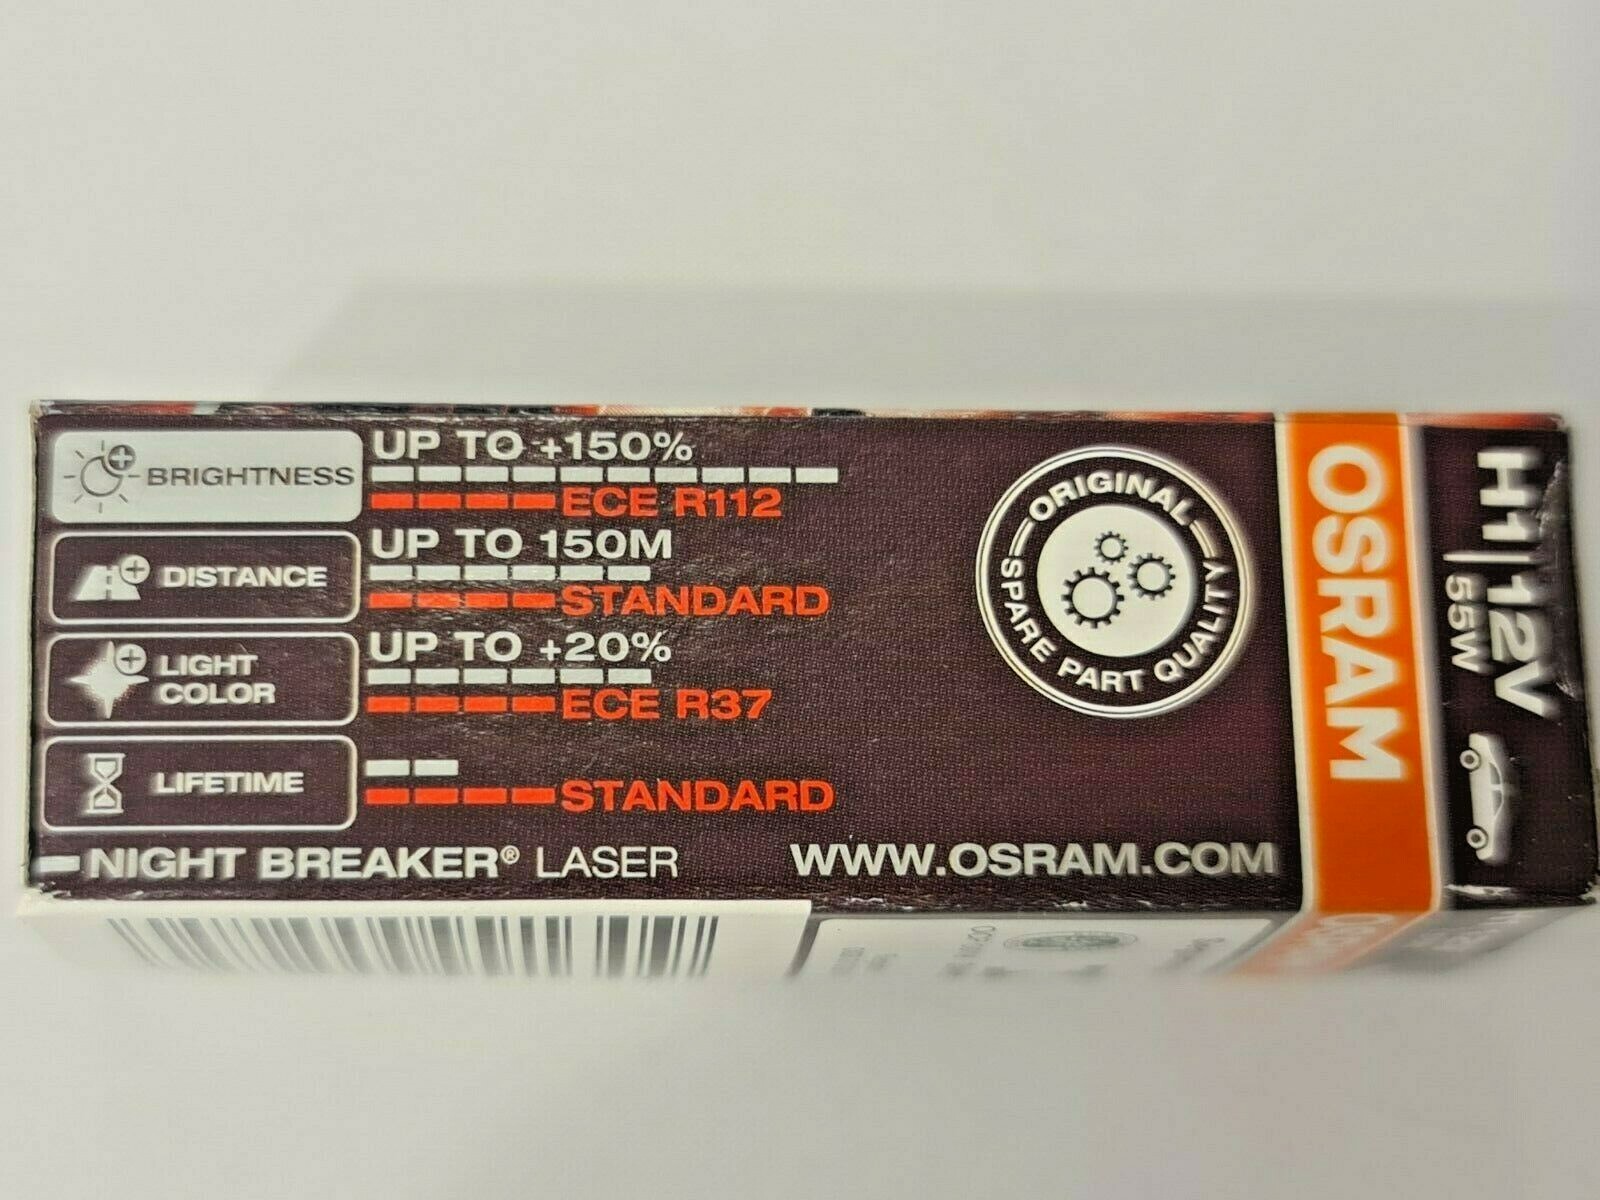 BRIGHTNESS
UP TO +150%
ECE R112
DISTANCE
UP TO 150M
STANDARD
LIGHT
COLOR
UP TO +20%
ECE R37
LIFETIME
STANDARD
NIGHT BREAKER® LASER
WWW.OSRAM.COM
ORIGINAL
SPARE PART QUALITY
OSRAM
H1 12V
55W